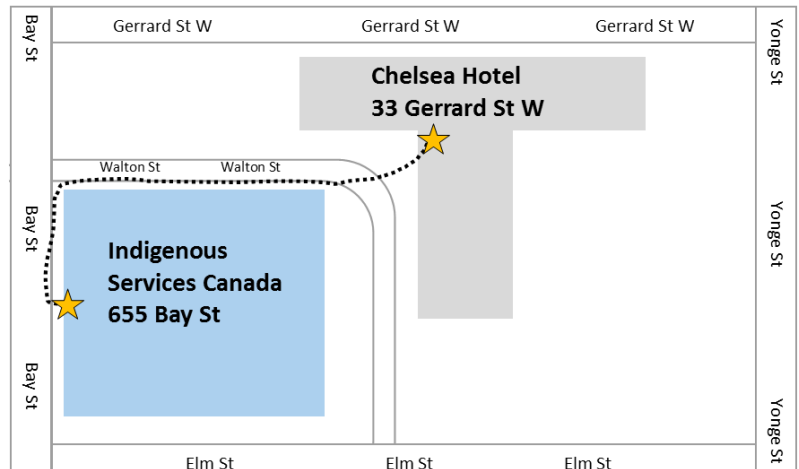 Bay St
Gerrard St W
Gerrard St W
Gerrard St W
Yonge St
Chelsea Hotel
33 Gerrard St W
Walton St
Walton St
Bay St
Yonge St
Indigenous
Services Canada
655 Bay St
Bay St
Yonge St
Elm St
Elm St
Elm St